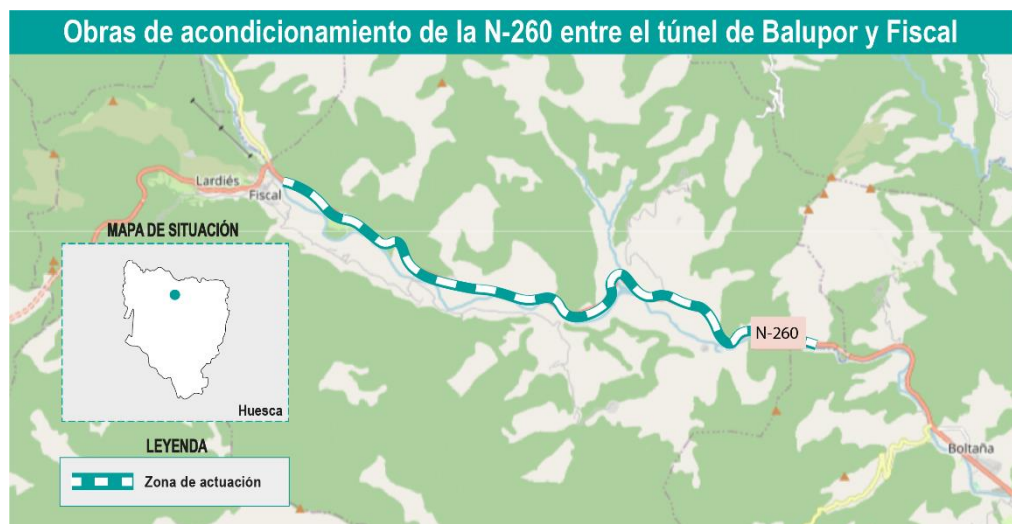 Obras de acondicionamiento de la N-260 entre el túnel de Balupor y Fiscal
Lardiés
Fiscal
MAPA DE SITUACIÓN
N-260
Huesca
LEYENDA
Boltaña
Zona de actuación